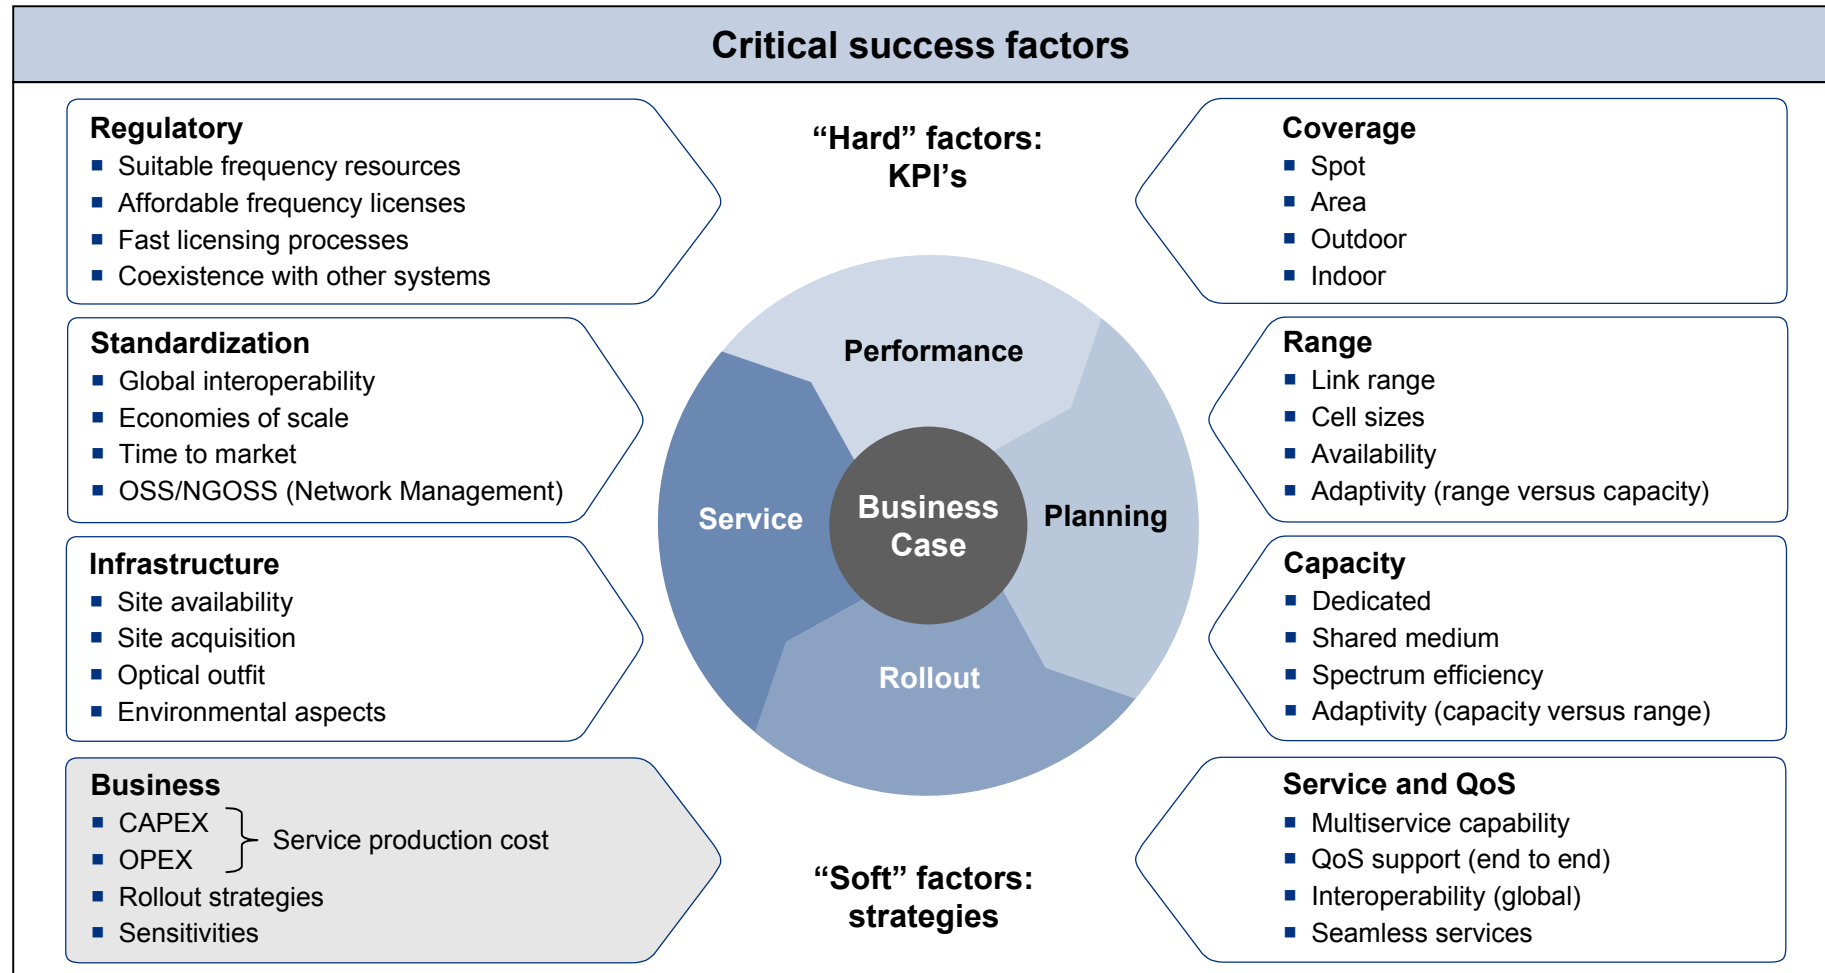 Critical success factors
Regulatory
Suitable frequency resources
Affordable frequency licenses
Fast licensing processes
Coexistence with other systems
Standardization
Global interoperability
Economies of scale
Time to market
OSS/NGOSS (Network Management)
Infrastructure
Site availability
Site acquisition
Optical outfit
Environmental aspects
Business
CAPEX
OPEX
Service production cost
Rollout strategies
Sensitivities
“Hard” factors:
KPI’s
Performance
Service
Business
Case
Planning
Rollout
“Soft” factors:
strategies
Coverage
Spot
Area
Outdoor
Indoor
Range
Link range
Cell sizes
Availability
Adaptivity (range versus capacity)
Capacity
Dedicated
Shared medium
Spectrum efficiency
Adaptivity (capacity versus range)
Service and QoS
Multiservice capability
QoS support (end to end)
Interoperability (global)
Seamless services